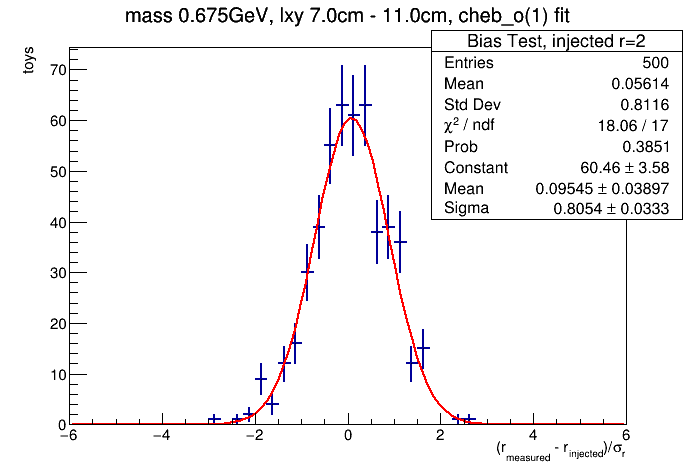 mass 0.675GeV, lxy 7.0cm - 11.0cm, cheb_o(1) fit
Bias Test, injected r=2
Entries 500
Mean 0.05614
Std Dev 0.8116
χ² / ndf 18.06 / 17
Prob 0.3851
Constant 60.46 ± 3.58
Mean 0.09545 ± 0.03897
Sigma 0.8054 ± 0.0333
toys
70
60
50
40
30
20
10
0
−6 −4 −2 0 2 4 6
(r_measured - r_injected)/σ_r